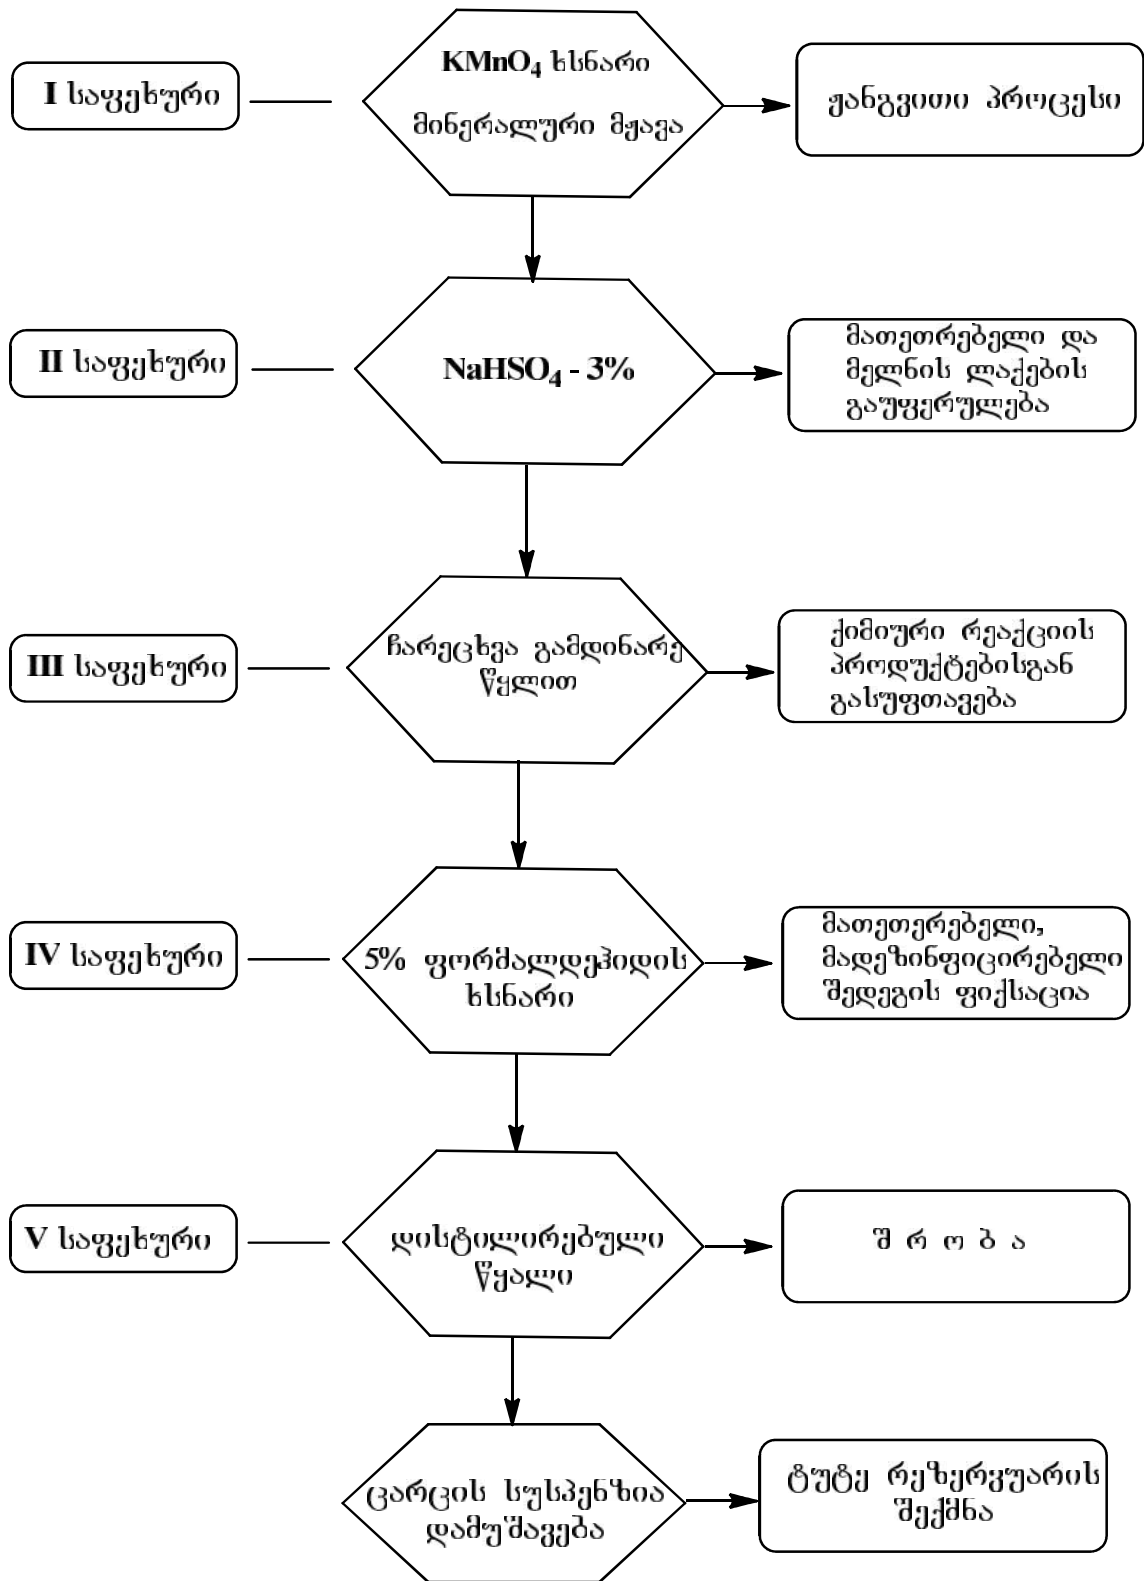 I საფეხური
KMnO₄ ხსნარი
მინერალური მჟავა
ჟანგვითი პროცესი
II საფეხური
NaHSO₄ - 3%
მათეთრებელი და
მელნის ლაქების
გაუფერულება
III საფეხური
ჩარეცხვა გამდინარე
წყლით
ქიმიური რეაქციის
პროდუქტებისგან
გასუფთავება
IV საფეხური
5% ფორმალდეჰიდის
ხსნარი
მათეთერებელი,
მადეზინფიცირებელი
შედეგის ფიქსაცია
V საფეხური
დისტილირებული
წყალი
შ რ ო ბ ა
ცარცის სუსპენზია
დამუშავება
ტუტე რეზერვუარის
შექმნა